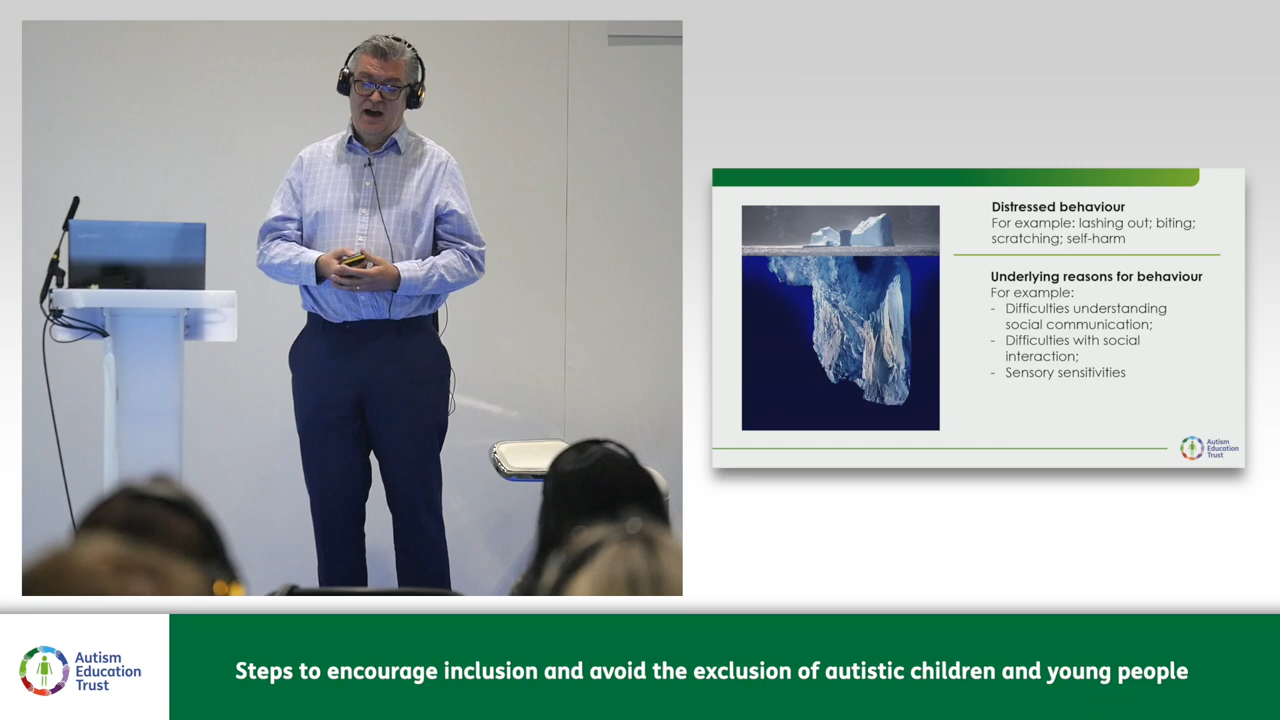 Distressed behaviour
For example: lashing out; biting;
scratching; self-harm
Underlying reasons for behaviour
For example:
- Difficulties understanding
social communication;
- Difficulties with social
interaction;
- Sensory sensitivities
Autism
Education
Trust
Autism
Education
Trust
Steps to encourage inclusion and avoid the exclusion of autistic children and young people